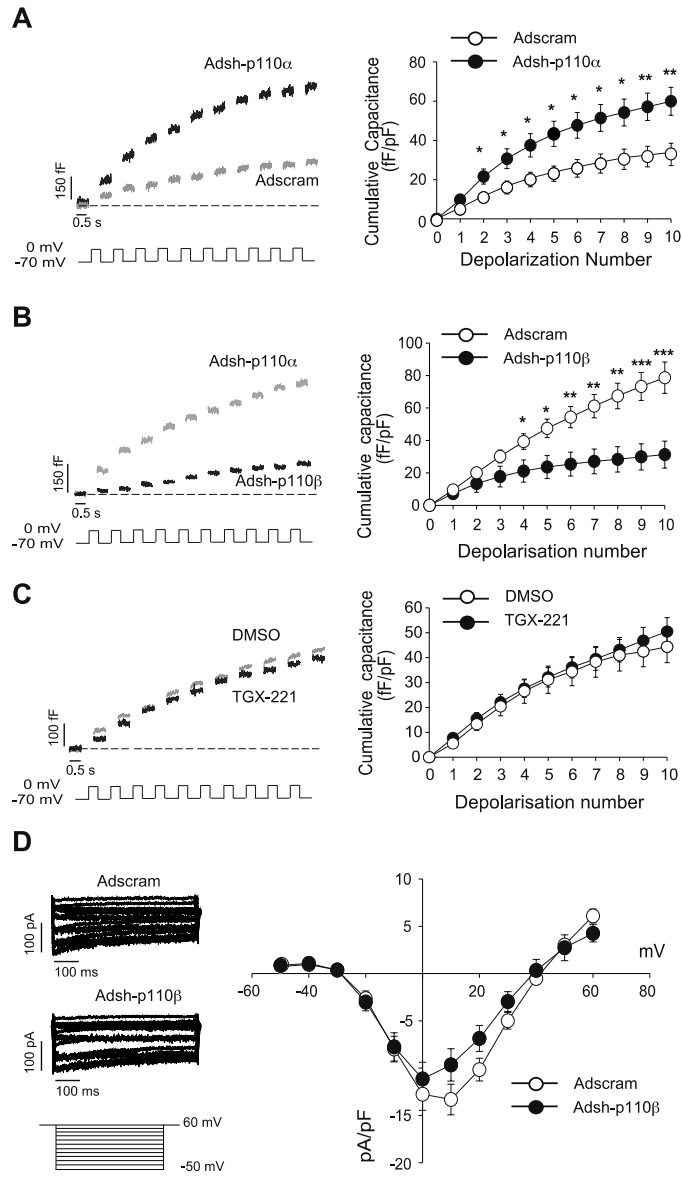 A
Adsh-p110α
Adscram
150 fF
0.5 s
0 mV
-70 mV
Adscram
Adsh-p110α
Cumulative Capacitance
(fF/pF)
80
60
40
20
0
* * * * * * * ** **
0 1 2 3 4 5 6 7 8 9 10
Depolarization Number
B
Adsh-p110α
Adsh-p110β
150 fF
0.5 s
0 mV
-70 mV
Adscram
Adsh-p110β
Cumulative capacitance
(fF/pF)
100
80
60
40
20
0
* * ** ** ** *** ***
0 1 2 3 4 5 6 7 8 9 10
Depolarisation number
C
DMSO
TGX-221
100 fF
0.5 s
0 mV
-70 mV
DMSO
TGX-221
Cumulative capacitance
(fF/pF)
60
50
40
30
20
10
0
0 1 2 3 4 5 6 7 8 9 10
Depolarisation number
D
Adscram
100 pA
100 ms
Adsh-p110β
100 pA
100 ms
60 mV
-50 mV
10
5
mV
-60 -40 -20 0 20 40 60 80
-5
-10
-15
-20
pA/pF
Adscram
Adsh-p110β